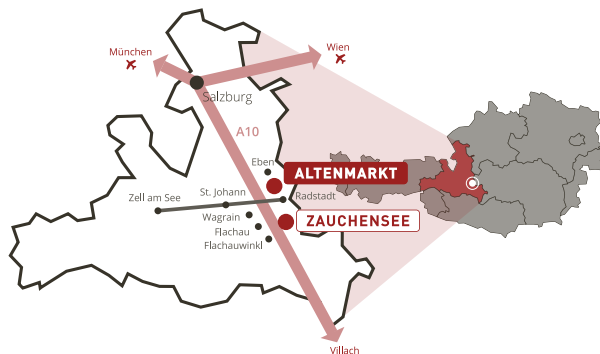 München
Wien
Salzburg
A10
Eben
ALTENMARKT
St. Johann
Radstadt
Zell am See
Wagrain
ZAUCHENSEE
Flachau
Flachauwinkl
Villach